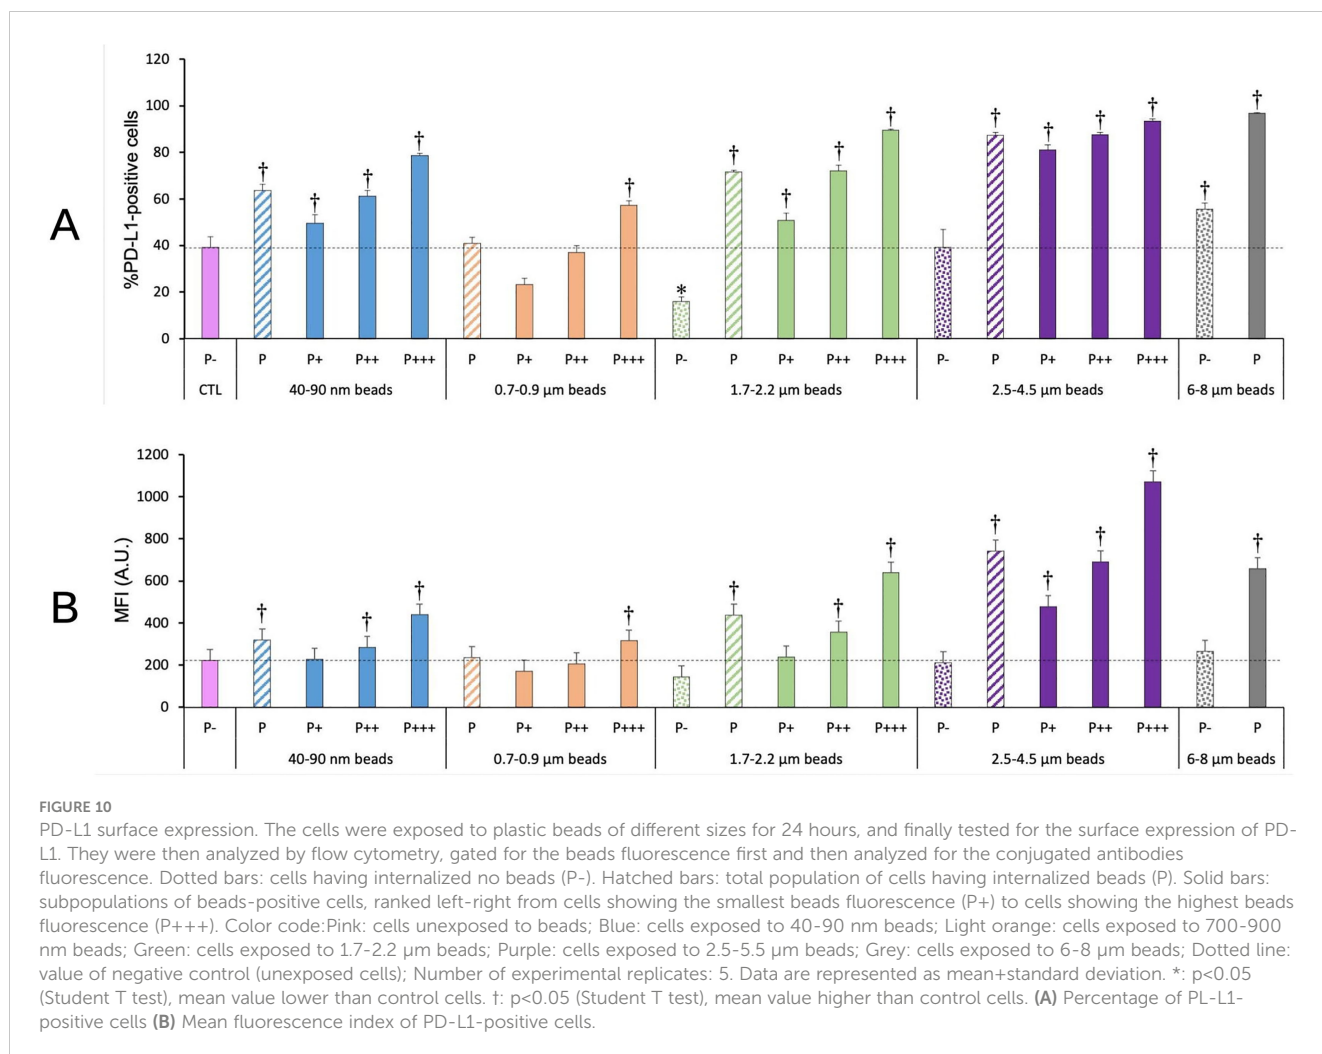 A
%PD-L1-positive cells
120
100
80
60
40
20
0
† † † † † * † † † † † † † † † †
P- P P+ P++ P+++ P P+ P++ P+++ P- P P+ P++ P+++ P- P P+ P++ P+++ P- P
CTL 40-90 nm beads 0.7-0.9 µm beads 1.7-2.2 µm beads 2.5-4.5 µm beads 6-8 µm beads
B
MFI (A.U.)
1200
1000
800
600
400
200
0
† † † † † † † † † † † †
P- P P+ P++ P+++ P P+ P++ P+++ P- P P+ P++ P+++ P- P P+ P++ P+++ P- P
40-90 nm beads 0.7-0.9 µm beads 1.7-2.2 µm beads 2.5-4.5 µm beads 6-8 µm beads
FIGURE 10
PD-L1 surface expression. The cells were exposed to plastic beads of different sizes for 24 hours, and finally tested for the surface expression of PD-
L1. They were then analyzed by flow cytometry, gated for the beads fluorescence first and then analyzed for the conjugated antibodies
fluorescence. Dotted bars: cells having internalized no beads (P-). Hatched bars: total population of cells having internalized beads (P). Solid bars:
subpopulations of beads-positive cells, ranked left-right from cells showing the smallest beads fluorescence (P+) to cells showing the highest beads
fluorescence (P+++). Color code:Pink: cells unexposed to beads; Blue: cells exposed to 40-90 nm beads; Light orange: cells exposed to 700-900
nm beads; Green: cells exposed to 1.7-2.2 µm beads; Purple: cells exposed to 2.5-5.5 µm beads; Grey: cells exposed to 6-8 µm beads; Dotted line:
value of negative control (unexposed cells); Number of experimental replicates: 5. Data are represented as mean+standard deviation. *: p<0.05
(Student T test), mean value lower than control cells. †: p<0.05 (Student T test), mean value higher than control cells. (A) Percentage of PL-L1-
positive cells (B) Mean fluorescence index of PD-L1-positive cells.